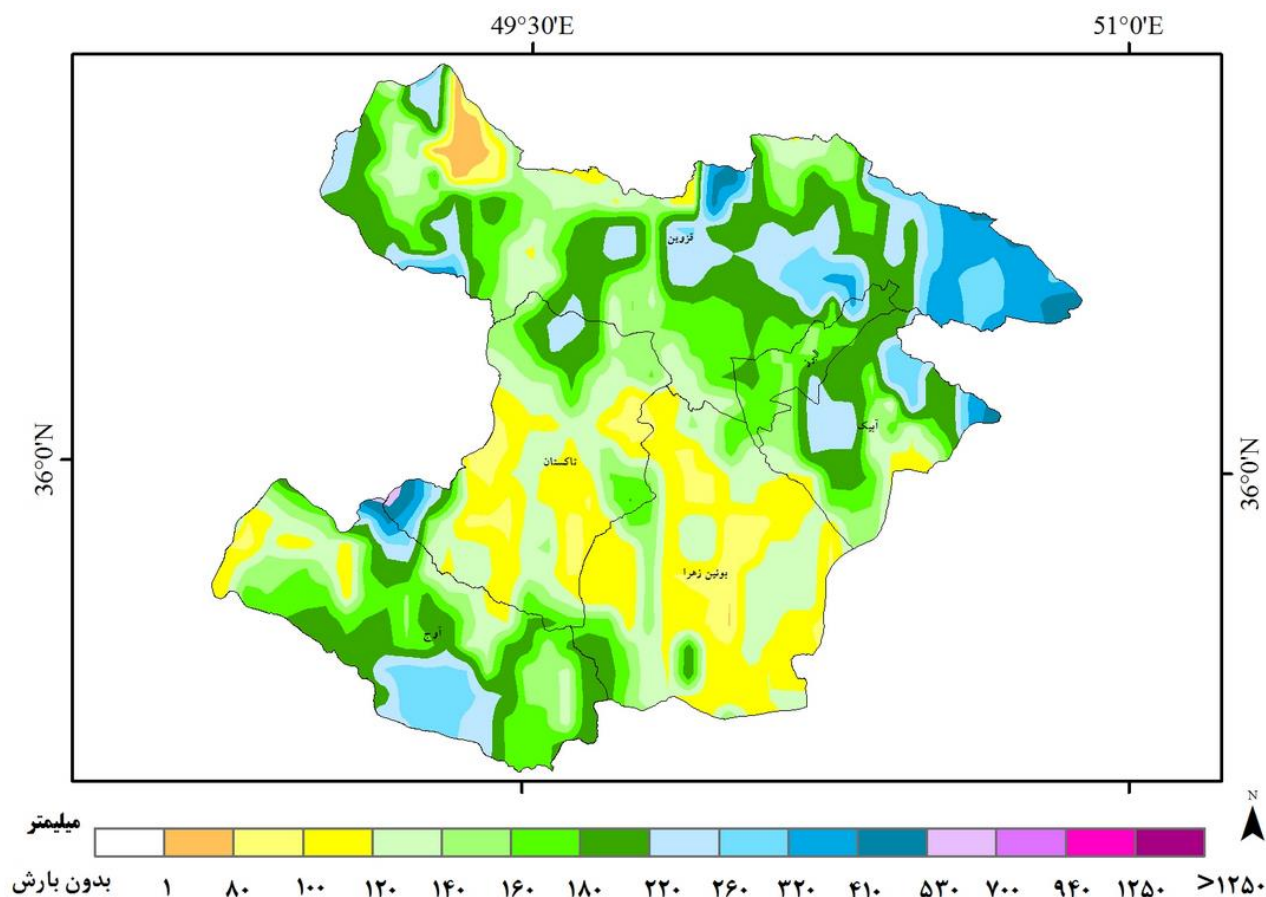 49°30'E 51°0'E
قزوین
آبیک
36°0'N تاکستان 36°0'N
بوئین زهرا
آوج
N
میلیمتر
بدون بارش ۱ ۸۰ ۱۰۰ ۱۲۰ ۱۴۰ ۱۶۰ ۱۸۰ ۲۲۰ ۲۶۰ ۳۲۰ ۴۱۰ ۵۳۰ ۷۰۰ ۹۴۰ ۱۲۵۰ >۱۲۵۰